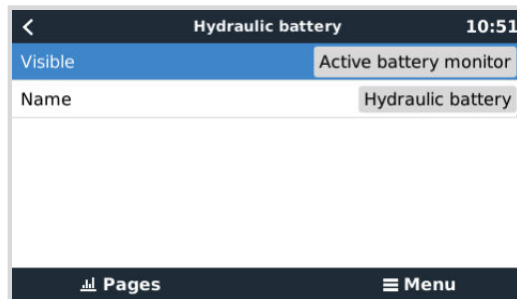 Hydraulic battery 10:51
Visible Active battery monitor
Name Hydraulic battery
Pages Menu